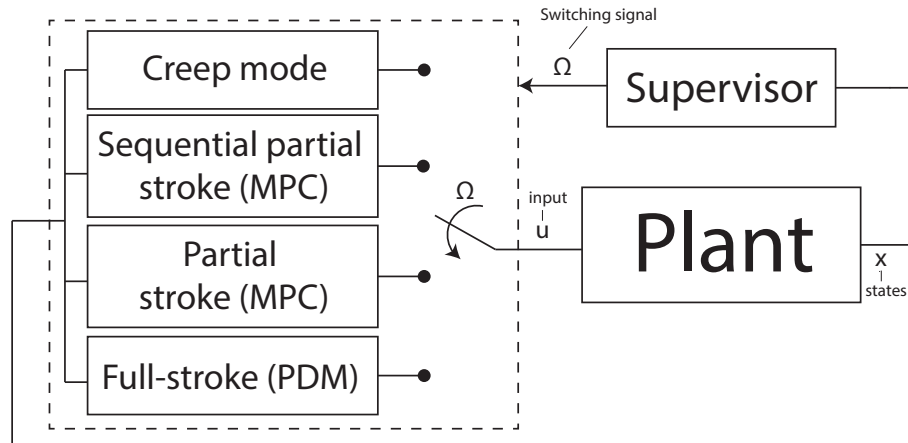 Switching signal
Ω
Creep mode
Supervisor
Sequential partial
stroke (MPC)
Ω
input
u
Plant
x
states
Partial
stroke (MPC)
Full-stroke (PDM)